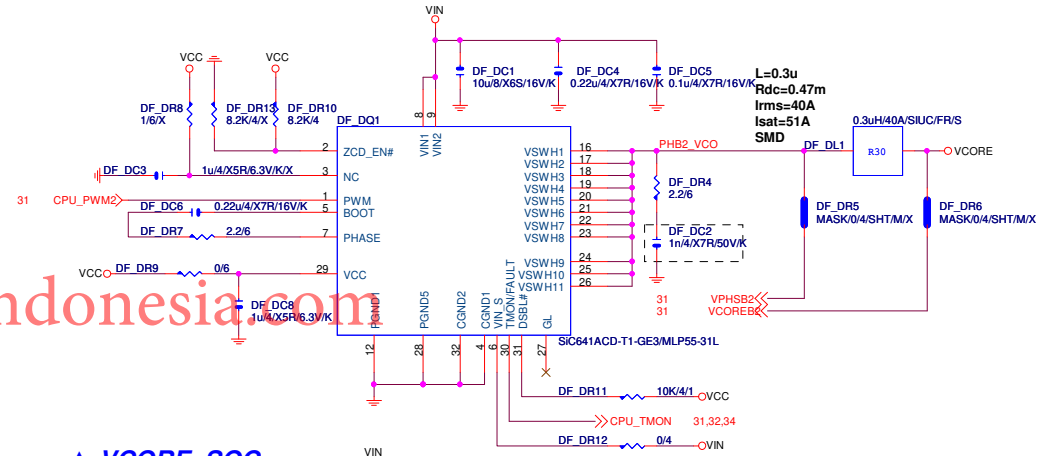 VIN
VCC
VCC
DF_DC1
10u/8/X6S/16V/K
DF_DC4
0.22u/4/X7R/16V/K
DF_DC5
0.1u/4/X7R/16V/K
L=0.3u
Rdc=0.47m
Irms=40A
Isat=51A
SMD
DF_DR8
1/6/X
DF_DR13
8.2K/4/X
DF_DR10
8.2K/4
DF_DQ1
8
9
VIN1
VIN2
0.3uH/40A/SIUC/FR/S
2
ZCD_EN#
VSWH1
16
PHB2_VCO
DF_DL1
R30
VCORE
VSWH2
17
DF_DC3
1u/4/X5R/6.3V/K/X
3
NC
VSWH3
18
VSWH4
19
DF_DR4
2.2/6
31
CPU_PWM2
1
PWM
VSWH5
20
DF_DC6
0.22u/4/X7R/16V/K
5
BOOT
VSWH6
21
DF_DR5
MASK/0/4/SHT/M/X
DF_DR6
MASK/0/4/SHT/M/X
VSWH7
22
DF_DR7
2.2/6
7
PHASE
VSWH8
23
DF_DC2
1n/4/X7R/50V/K
VSWH9
24
VCC
DF_DR9
0/6
29
VCC
VSWH10
25
VSWH11
26
ndonesia.com
DF_DC8
1u/4/X5R/6.3V/K
31
VPHSB2
31
VCOREB2
PGND1
PGND5
CGND2
CGND1
VIN_S
TMON/FAULT
DSBL#
GL
SiC641ACD-T1-GE3/MLP55-31L
12
28
32
4
6
30
31
27
DF_DR11
10K/4/1
VCC
CPU_TMON
31,32,34
DF_DR12
0/4
VIN
VIN